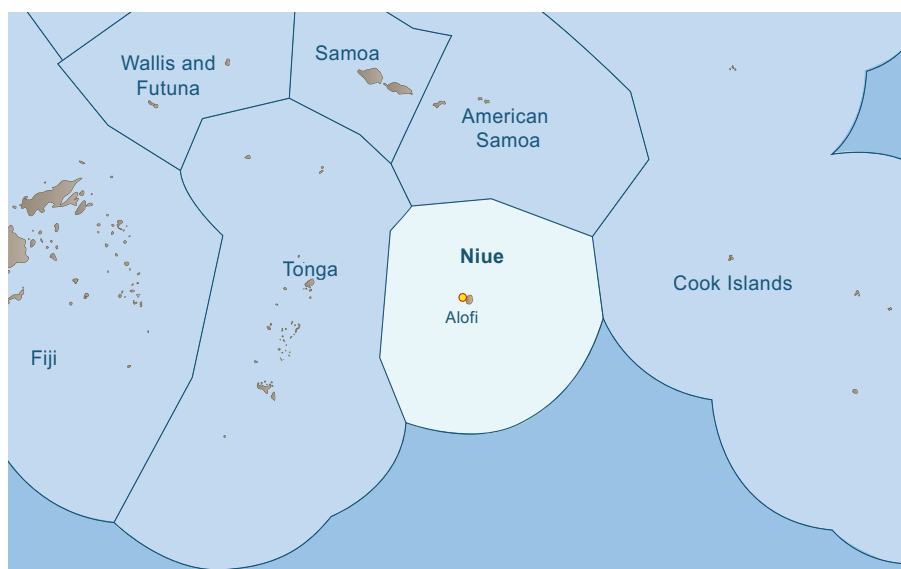 Samoa
Wallis and
Futuna
American
Samoa
Niue
Tonga
Cook Islands
Alofi
Fiji